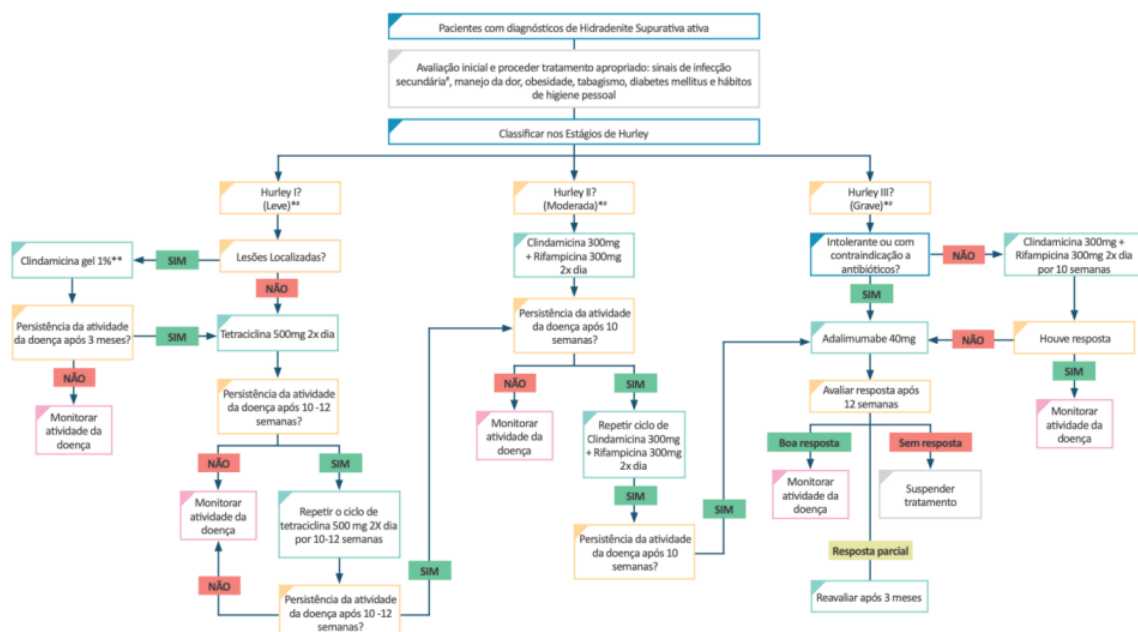 Pacientes com diagnósticos de Hidradenite Supurativa ativa
Avaliação inicial e proceder tratamento apropriado: sinais de infecção
secundária#, manejo da dor, obesidade, tabagismo, diabetes mellitus e hábitos
de higiene pessoal
Classificar nos Estágios de Hurley
Hurley I?
(Leve)*#
Lesões Localizadas?
SIM
Clindamicina gel 1%**
Persistência da atividade
da doença após 3 meses?
SIM
NÃO
Monitorar
atividade da
doença
NÃO
Tetraciclina 500mg 2x dia
Persistência da atividade
da doença após 10 -12
semanas?
NÃO
Monitorar
atividade da
doença
SIM
Repetir o ciclo de
tetraciclina 500 mg 2X dia
por 10-12 semanas
Persistência da atividade
da doença após 10 -12
semanas?
NÃO
SIM
Hurley II?
(Moderada)*#
Clindamicina 300mg
+ Rifampicina 300mg
2x dia
Persistência da atividade
da doença após 10
semanas?
NÃO
Monitorar
atividade da
doença
SIM
Repetir ciclo de
Clindamicina 300mg
+ Rifampicina 300mg
2x dia
SIM
Persistência da atividade
da doença após 10
semanas?
SIM
Hurley III?
(Grave)*#
Intolerante ou com
contraindicação a
antibióticos?
NÃO
Clindamicina 300mg +
Rifampicina 300mg 2x dia
por 10 semanas
Houve resposta
NÃO
SIM
Monitorar
atividade da
doença
SIM
Adalimumabe 40mg
Avaliar resposta após
12 semanas
Boa resposta
Monitorar
atividade da
doença
Sem resposta
Suspender
tratamento
Resposta parcial
Reavaliar após 3 meses